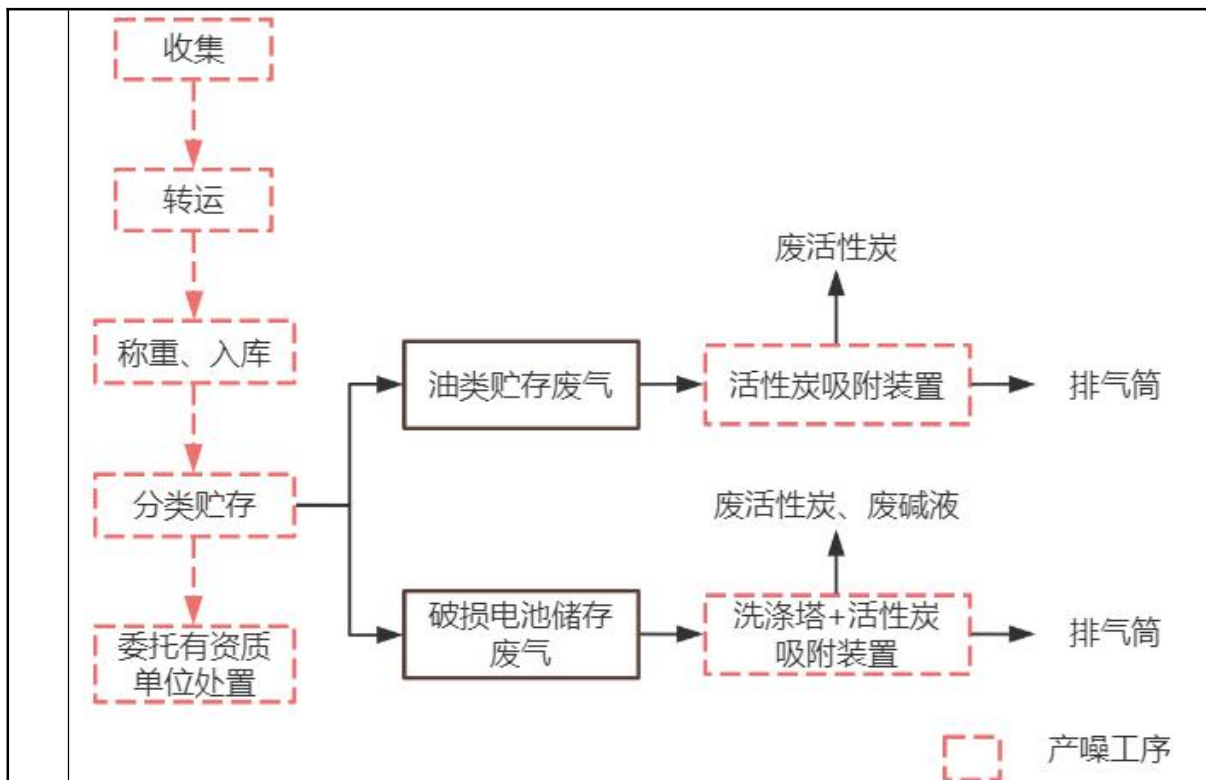 收集
转运
废活性炭
称重、入库
油类贮存废气
活性炭吸附装置
排气筒
分类贮存
废活性炭、废碱液
委托有资质
单位处置
破损电池储存
废气
洗涤塔+活性炭
吸附装置
排气筒
产噪工序